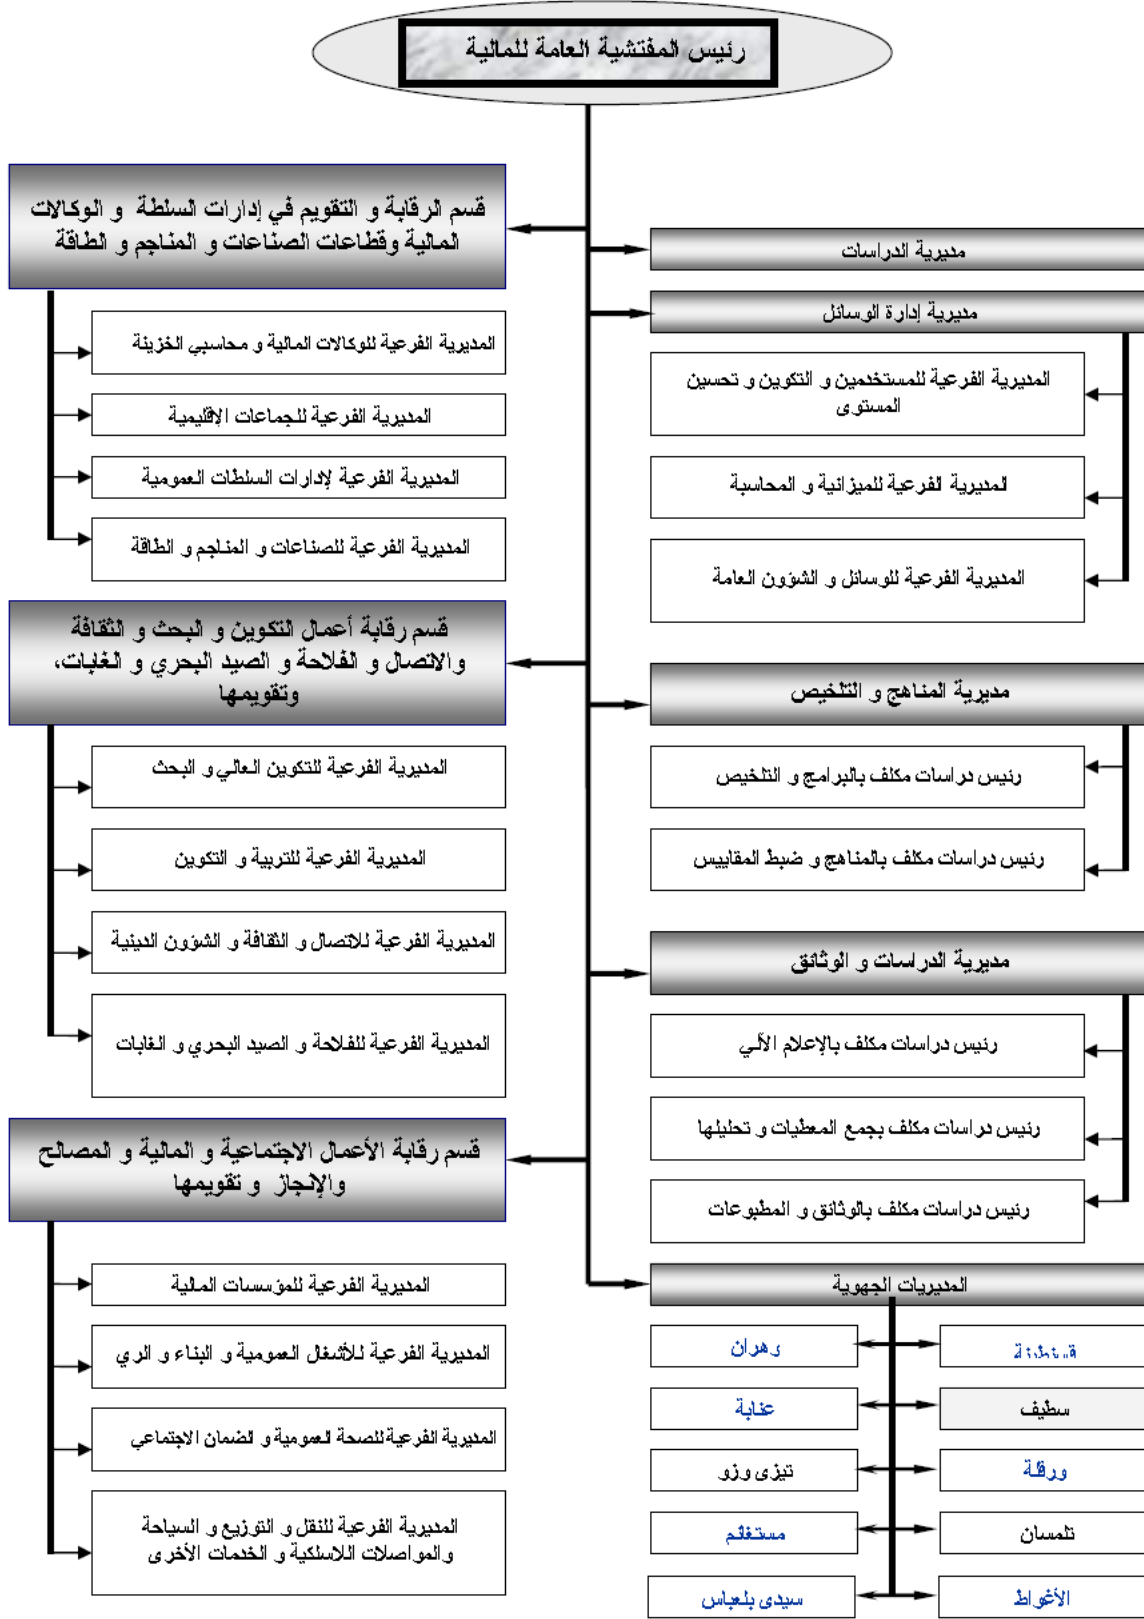 رئيس المفتشية العامة للمالية
مديرية الدراسات
مديرية إدارة الوسائل
المديرية الفرعية للمستخدمين و التكوين و تحسين
المستوى
المديرية الفرعية للميزانية و المحاسبة
المديرية الفرعية للوسائل و الشؤون العامة
مديرية المناهج و التلخيص
رئيس دراسات مكلف بالبرامج و التلخيص
رئيس دراسات مكلف بالمناهج و ضبط المقاييس
مديرية الدراسات و الوثائق
رئيس دراسات مكلف بالإعلام الآلي
رئيس دراسات مكلف بجمع المعطيات و تحليلها
رئيس دراسات مكلف بالوثائق و المطبوعات
المديريات الجهوية
قسنطينة
وهران
سطيف
عنابة
ورقلة
تيزي وزو
تلمسان
مستغانم
الأغواط
سيدي بلعباس
قسم الرقابة و التقويم في إدارات السلطة و الوكالات
المالية وقطاعات الصناعات و المناجم و الطاقة
المديرية الفرعية للوكالات المالية و محاسبي الخزينة
المديرية الفرعية للجماعات الإقليمية
المديرية الفرعية لإدارات السلطات العمومية
المديرية الفرعية للصناعات و المناجم و الطاقة
قسم رقابة أعمال التكوين و البحث و الثقافة
والاتصال و الفلاحة و الصيد البحري و الغابات،
وتقويمها
المديرية الفرعية للتكوين العالي و البحث
المديرية الفرعية للتربية و التكوين
المديرية الفرعية للاتصال و الثقافة و الشؤون الدينية
المديرية الفرعية للفلاحة و الصيد البحري و الغابات
قسم رقابة الأعمال الاجتماعية و المالية و المصالح
والإنجاز و تقويمها
المديرية الفرعية للمؤسسات المالية
المديرية الفرعية للأشغال العمومية و البناء و الري
المديرية الفرعية للصحة العمومية و الضمان الاجتماعي
المديرية الفرعية للنقل و التوزيع و السياحة
والمواصلات اللاسلكية و الخدمات الأخرى